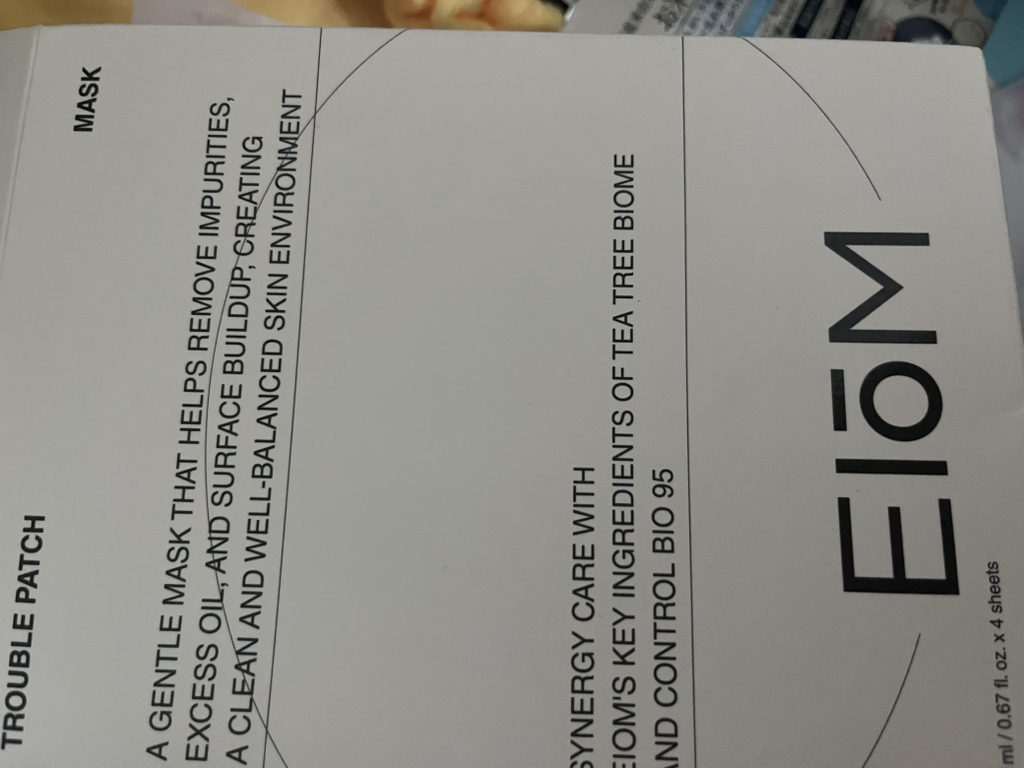 TROUBLE PATCH
MASK
A GENTLE MASK THAT HELPS REMOVE IMPURITIES,
EXCESS OIL, AND SURFACE BUILDUP, CREATING
A CLEAN AND WELL-BALANCED SKIN ENVIRONMENT
SYNERGY CARE WITH
EIOM'S KEY INGREDIENTS OF TEA TREE BIOME
AND CONTROL BIO 95
EIōM
ml / 0.67 fl. oz. x 4 sheets